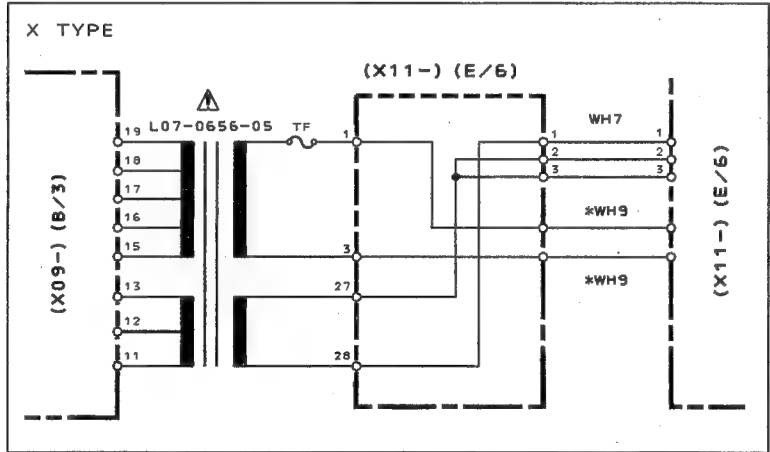 X TYPE
(X11-) (E/6)
L07-0656-05
TF
19
18
17
16
15
13
12
11
1
3
27
28
1
2
3
WH7
1
2
3
*WH9
*WH9
(X09-) (B/3)
(X11-) (E/6)